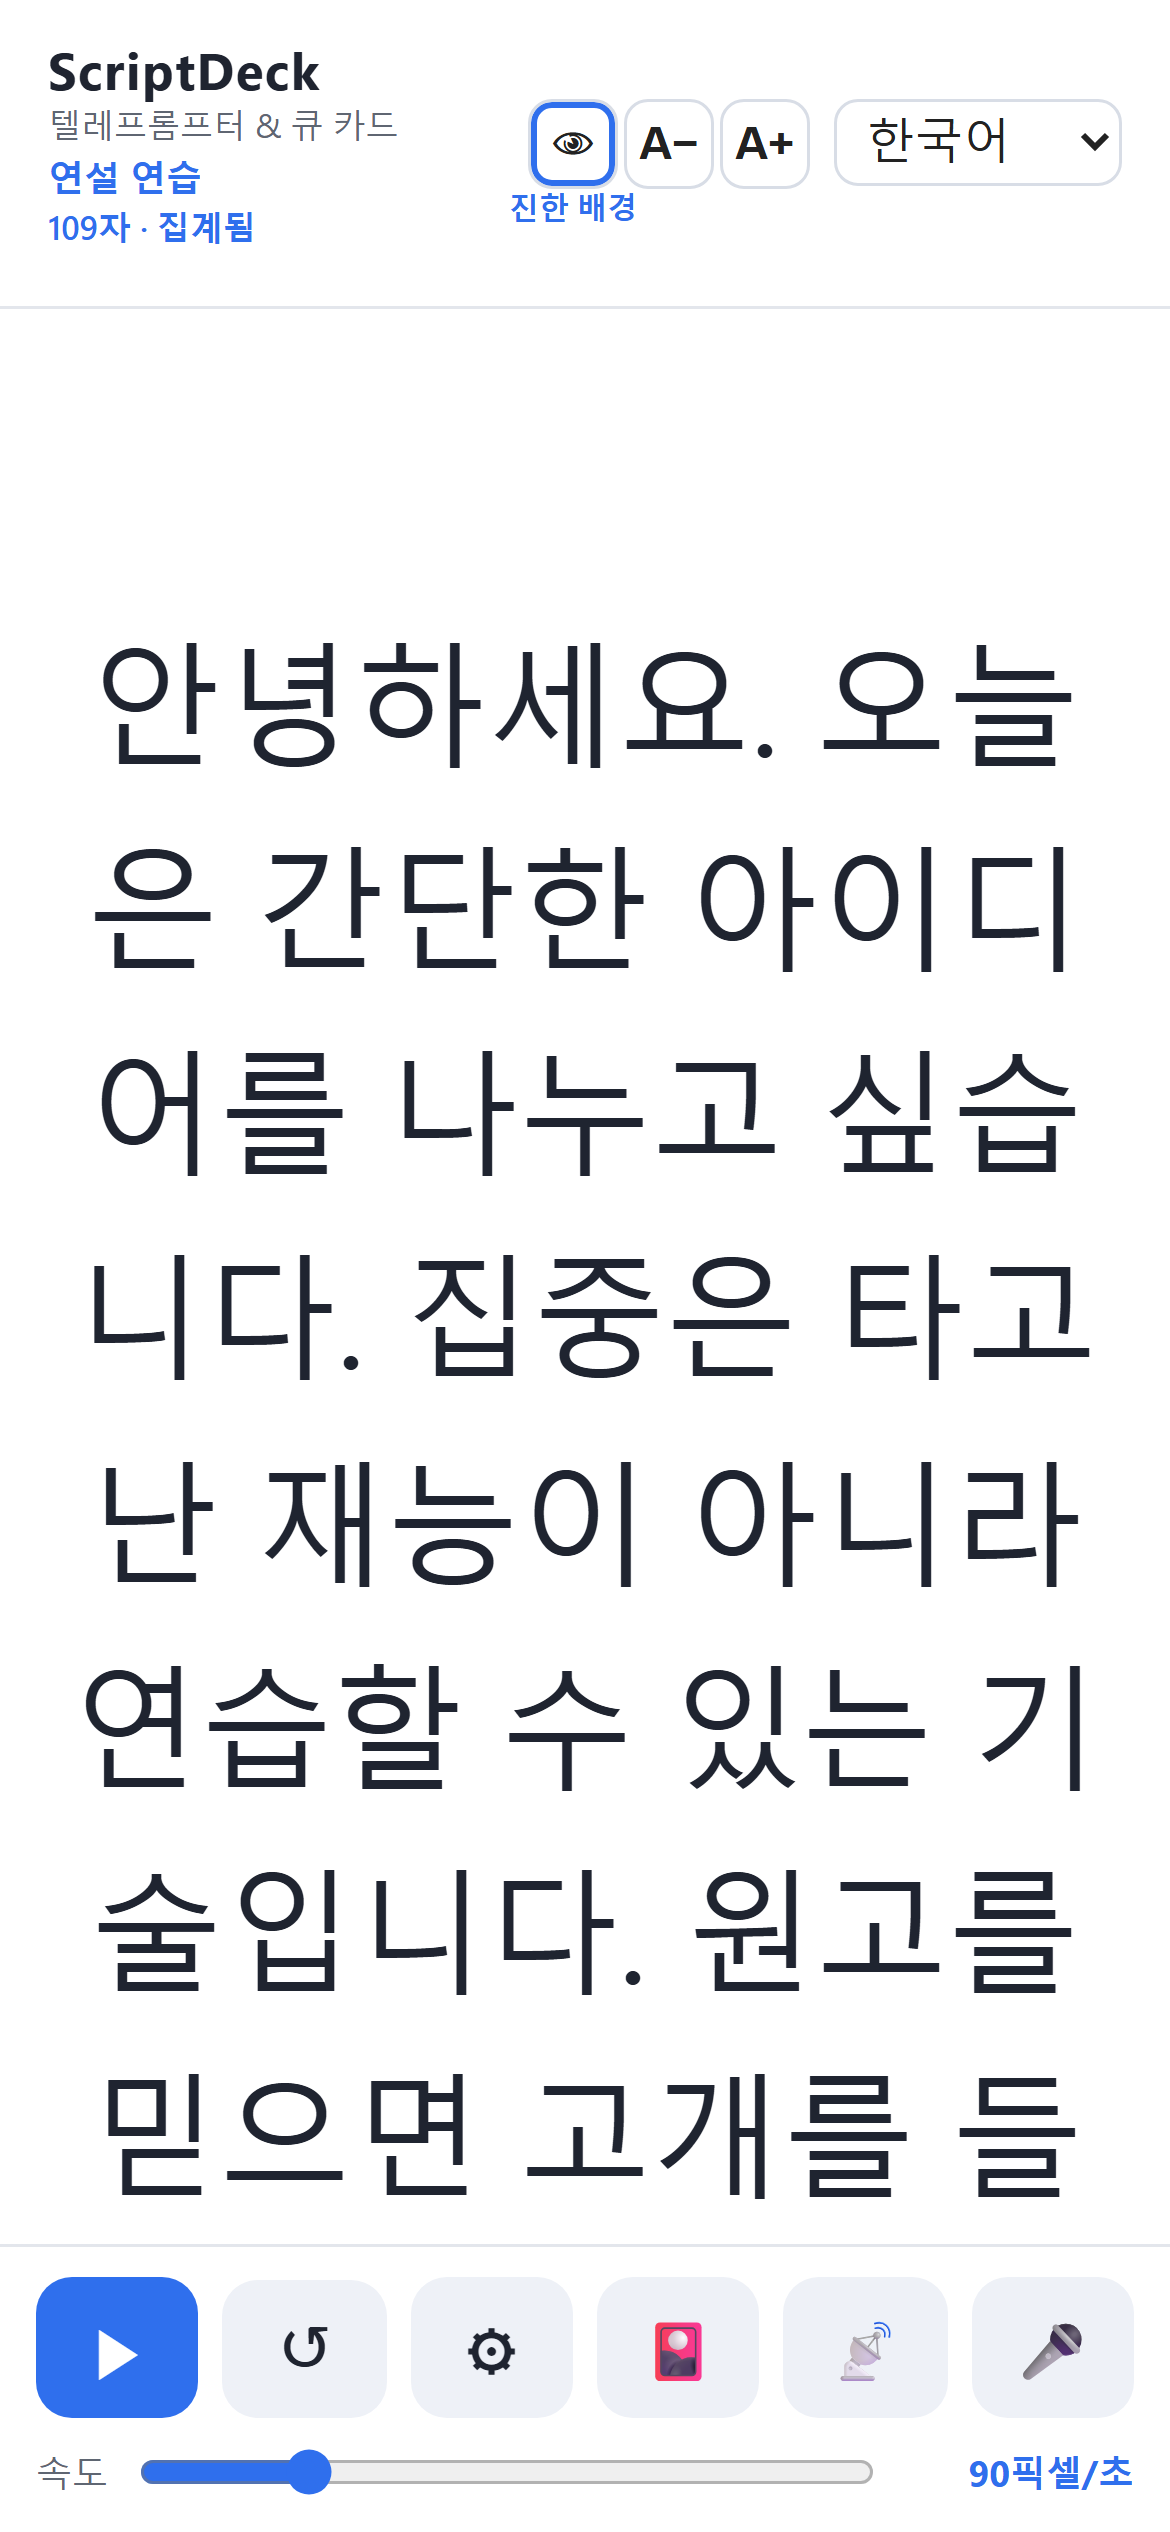 ScriptDeck
텔레프롬프터 & 큐 카드
연설 연습
109자 · 집계됨
A− A+ 한국어
진한 배경
안녕하세요. 오늘
은 간단한 아이디
어를 나누고 싶습
니다. 집중은 타고
난 재능이 아니라
연습할 수 있는 기
술입니다. 원고를
믿으면 고개를 들
속도 90픽셀/초